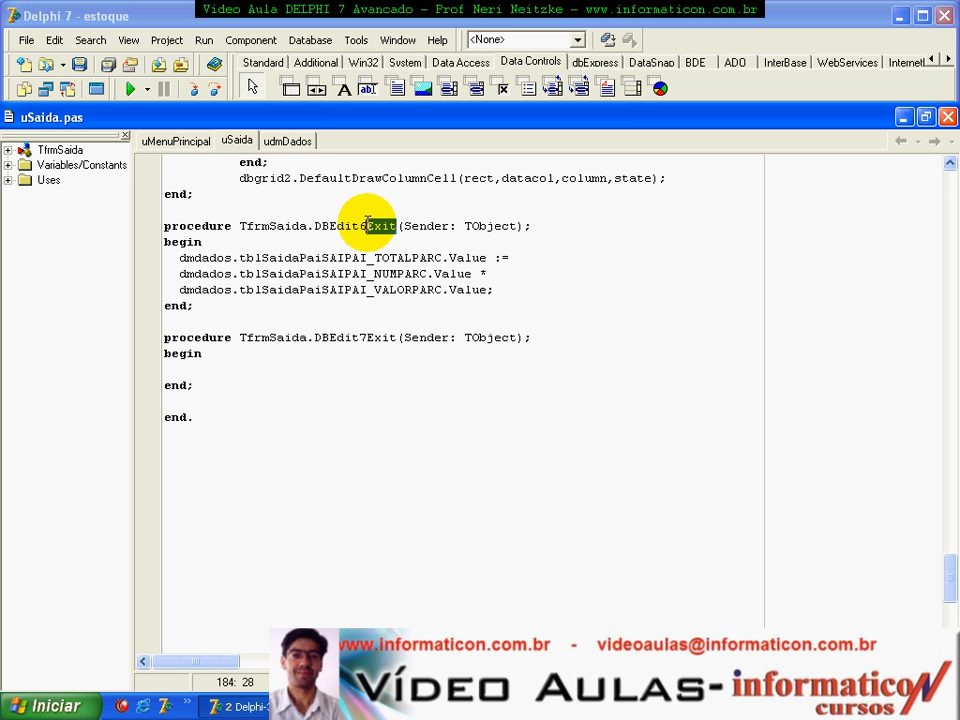 Delphi 7 - estoque
Video Aula DELPHI 7 Avancado - Prof Neri Neitzke - www.informaticon.com.br
File Edit Search View Project Run Component Database Tools Window Help <None>
Standard Additional Win32 System Data Access Data Controls dbExpress DataSnap BDE ADO InterBase WebServices InternetE
uSaida.pas
uMenuPrincipal uSaida udmDados
TfrmSaida
Variables/Constants
Uses
end;
dbgrid2.DefaultDrawColumnCell(rect,datacol,column,state);
end;
procedure TfrmSaida.DBEdit6Exit(Sender: TObject);
begin
dmdados.tblSaidaPaiSAIPAI_TOTALPARC.Value :=
dmdados.tblSaidaPaiSAIPAI_NUMPARC.Value *
dmdados.tblSaidaPaiSAIPAI_VALORPARC.Value;
end;
procedure TfrmSaida.DBEdit7Exit(Sender: TObject);
begin
end;
end.
184: 28
www.informaticon.com.br - videoaulas@informaticon.com.br
VÍDEO AULAS- informaticon
cursos
Iniciar
2 Delphi-3